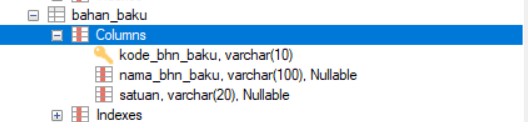 bahan_baku
Columns
kode_bhn_baku, varchar(10)
nama_bhn_baku, varchar(100), Nullable
satuan, varchar(20), Nullable
Indexes